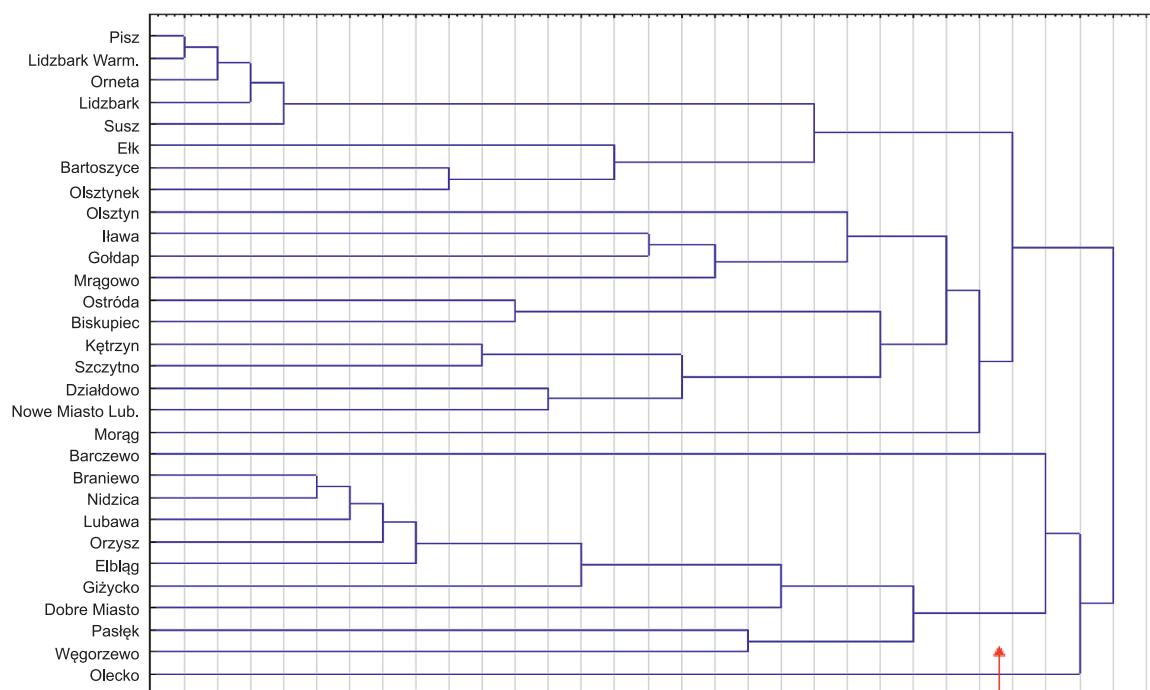 Pisz
Lidzbark Warm.
Orneta
Lidzbark
Susz
Ełk
Bartoszyce
Olsztynek
Olsztyn
Iława
Gołdap
Mrągowo
Ostróda
Biskupiec
Kętrzyn
Szczytno
Działdowo
Nowe Miasto Lub.
Morąg
Barczewo
Braniewo
Nidzica
Lubawa
Orzysz
Elbląg
Giżycko
Dobre Miasto
Pasłęk
Węgorzewo
Olecko